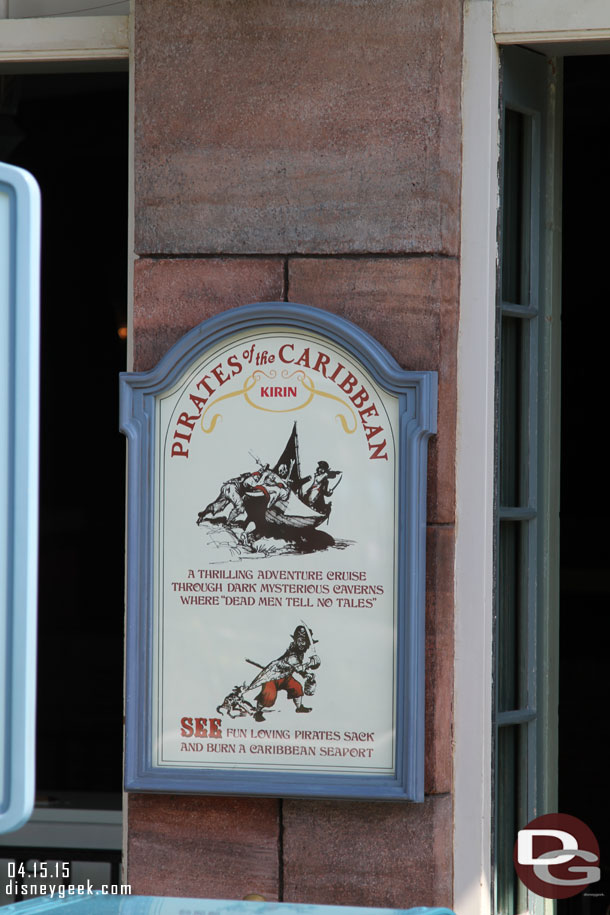 PIRATES of the CARIBBEAN
KIRIN
A THRILLING ADVENTURE CRUISE
THROUGH DARK MYSTERIOUS CAVERNS
WHERE "DEAD MEN TELL NO TALES"
SEE FUN LOVING PIRATES SACK
AND BURN A CARIBBEAN SEAPORT
04.15.15
disneygeek.com
DG